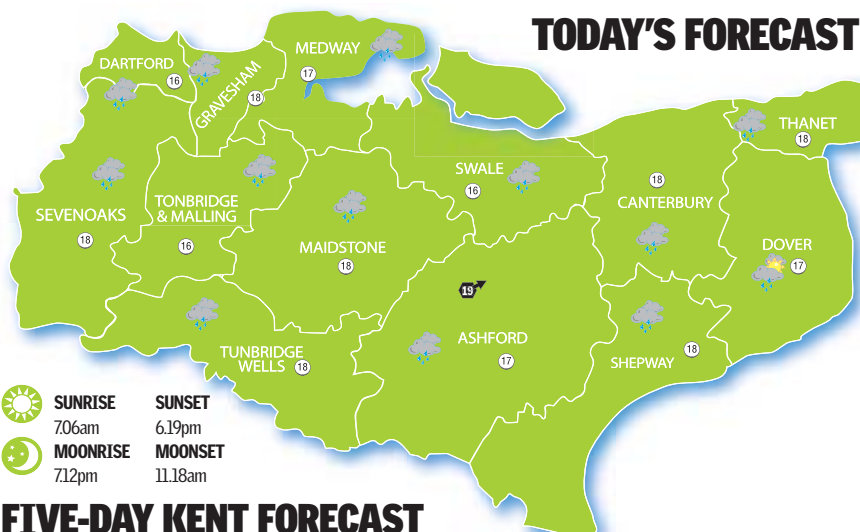 TODAY'S FORECAST
MEDWAY
17
DARTFORD
16
GRAVESHAM
18
THANET
18
SWALE
16
18
CANTERBURY
SEVENOAKS
18
TONBRIDGE
& MALLING
16
MAIDSTONE
18
DOVER
17
19
ASHFORD
17
SHEPWAY
18
TUNBRIDGE
WELLS 18
SUNRISE SUNSET
7.06am 6.19pm
MOONRISE MOONSET
7.12pm 11.18am
FIVE-DAY KENT FORECAST